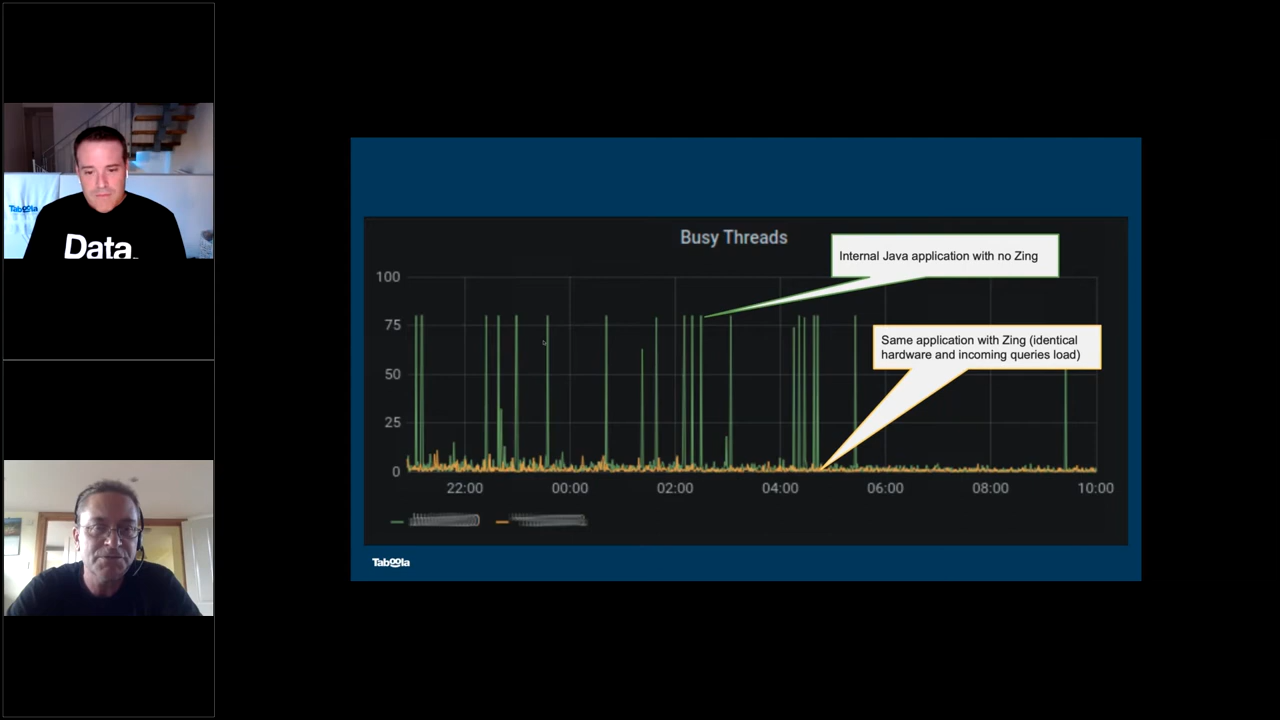 Taboola
Data
Busy Threads
Internal Java application with no Zing
Same application with Zing (identical
hardware and incoming queries load)
100
75
50
25
0
22:00
00:00
02:00
04:00
06:00
08:00
10:00
Taboola